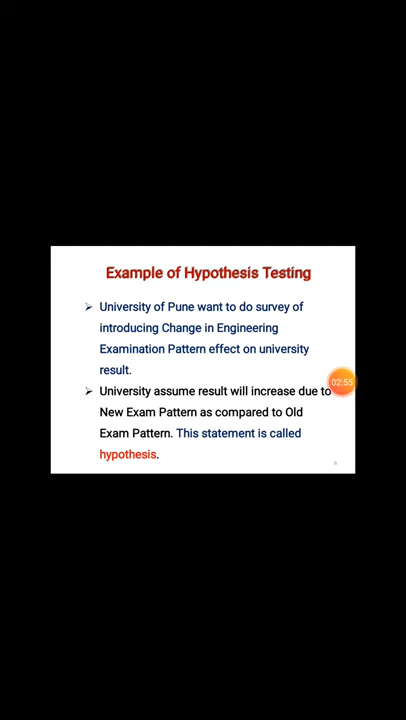 Example of Hypothesis Testing
➢ University of Pune want to do survey of
introducing Change in Engineering
Examination Pattern effect on university
result.
➢ University assume result will increase due to
New Exam Pattern as compared to Old
Exam Pattern. This statement is called
hypothesis.
02:55